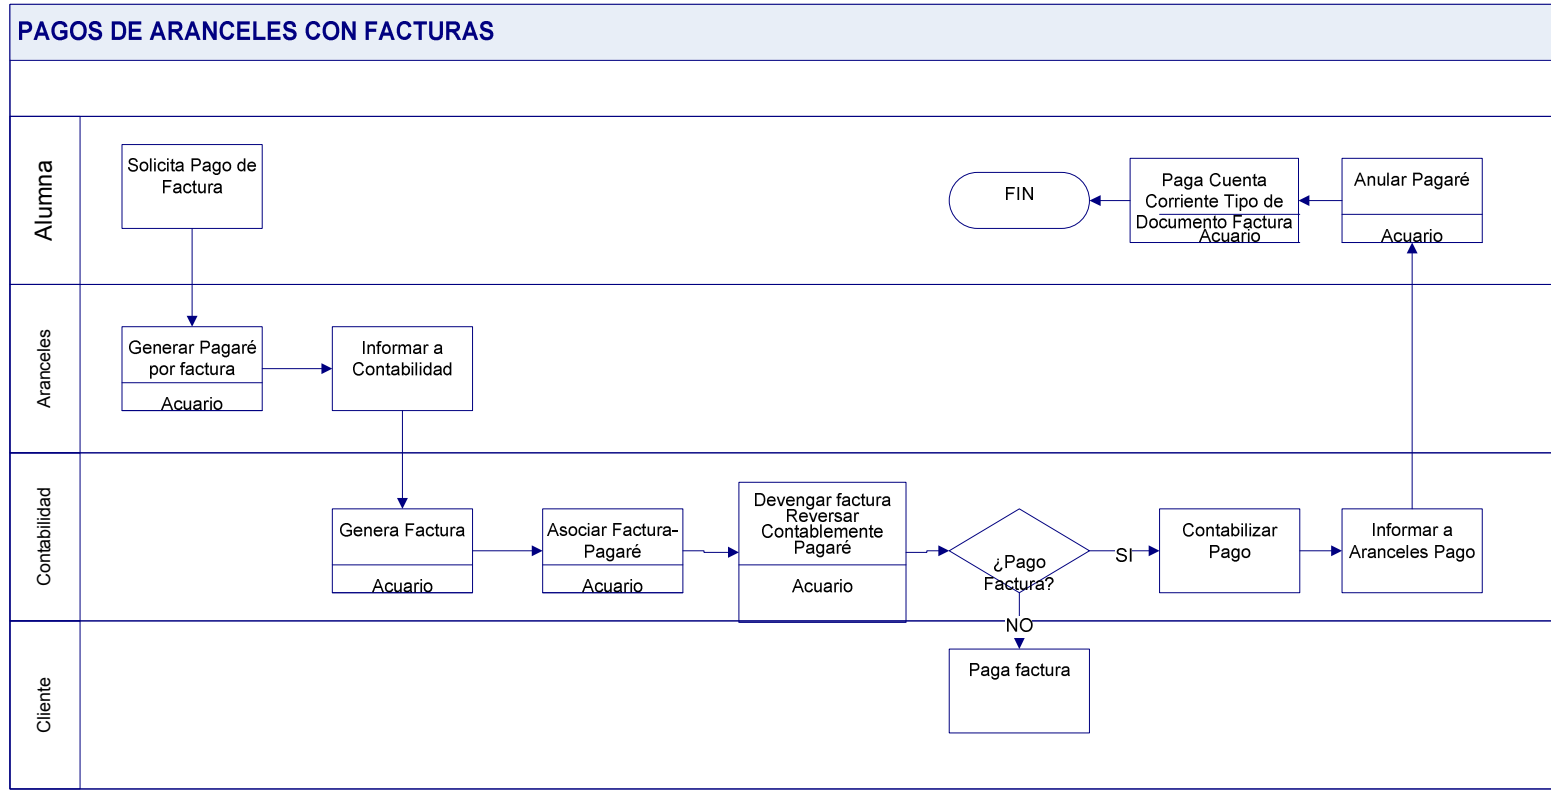 PAGOS DE ARANCELES CON FACTURAS
Alumna
Solicita Pago de
Factura
FIN
Paga Cuenta
Corriente Tipo de
Documento Factura
Acuario
Anular Pagaré
Acuario
Aranceles
Generar Pagaré
por factura
Acuario
Informar a
Contabilidad
Contabilidad
Genera Factura
Acuario
Asociar Factura-
Pagaré
Acuario
Devengar factura
Reversar
Contablemente
Pagaré
Acuario
¿Pago
Factura?
SI
NO
Contabilizar
Pago
Informar a
Aranceles Pago
Cliente
Paga factura